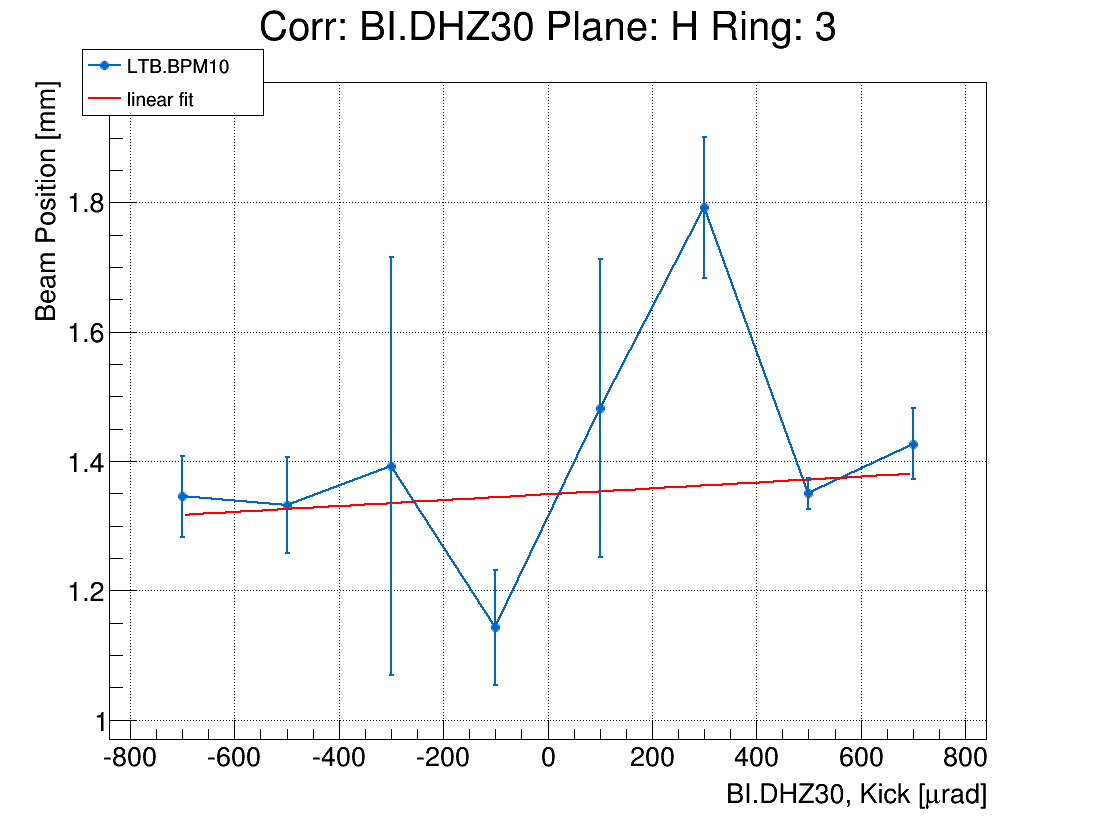 Corr: BI.DHZ30 Plane: H Ring: 3
LTB.BPM10
linear fit
Beam Position [mm]
1.8
1.6
1.4
1.2
1
-800 -600 -400 -200 0 200 400 600 800
BI.DHZ30, Kick [μrad]